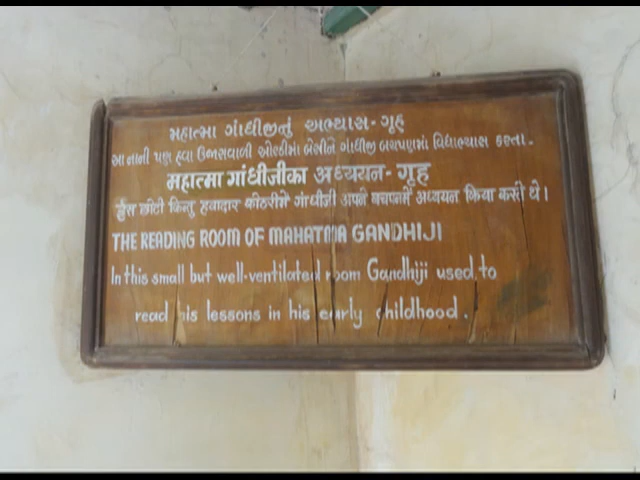 મહાત્મા ગાંધીજીનું અભ્યાસ-ગૃહ
આ નાની પણ હવા ઉજાસવાળી ઓરડીમાં બેસીને ગાંધીજી બચપણમાં વિદ્યાભ્યાસ કરતા.
महात्मा गांधीजीका अध्ययन-गृह
ईस छोटी किन्तु हवादार कोठरीमें गांधीजी अपने बचपनमें अध्ययन किया करते थे।
THE READING ROOM OF MAHATMA GANDHIJI
In this small but well-ventilated room Gandhiji used to
read his lessons in his early childhood.